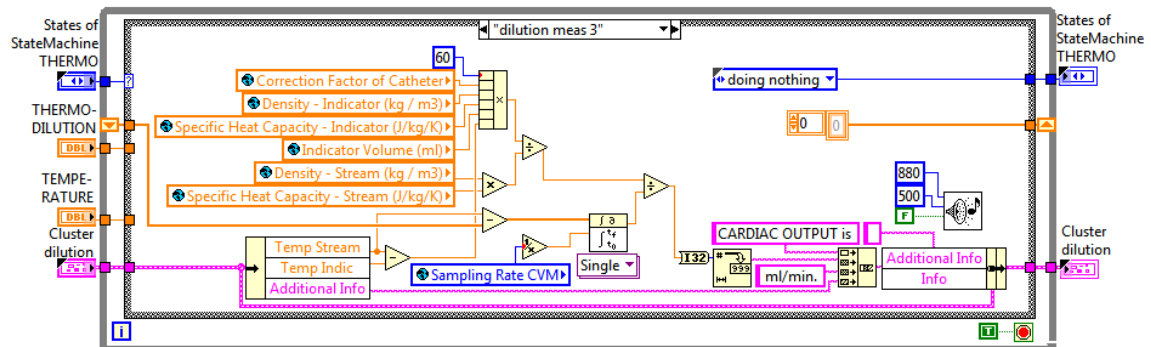 States of
StateMachine
THERMO
"dilution meas 3"
States of
StateMachine
THERMO
60
?
Correction Factor of Catheter
doing nothing
Density - Indicator (kg / m3)
THERMO-
DILUTION
Specific Heat Capacity - Indicator (J/kg/K)
0
0
DBL
Indicator Volume (ml)
Density - Stream (kg / m3)
TEMPE-
RATURE
Specific Heat Capacity - Stream (J/kg/K)
880
500
DBL
F
Cluster
dilution
Temp Stream
Temp Indic
Additional Info
Sampling Rate CVM
Single
I32
999
CARDIAC OUTPUT is
ml/min.
Additional Info
Info
Cluster
dilution
i
T